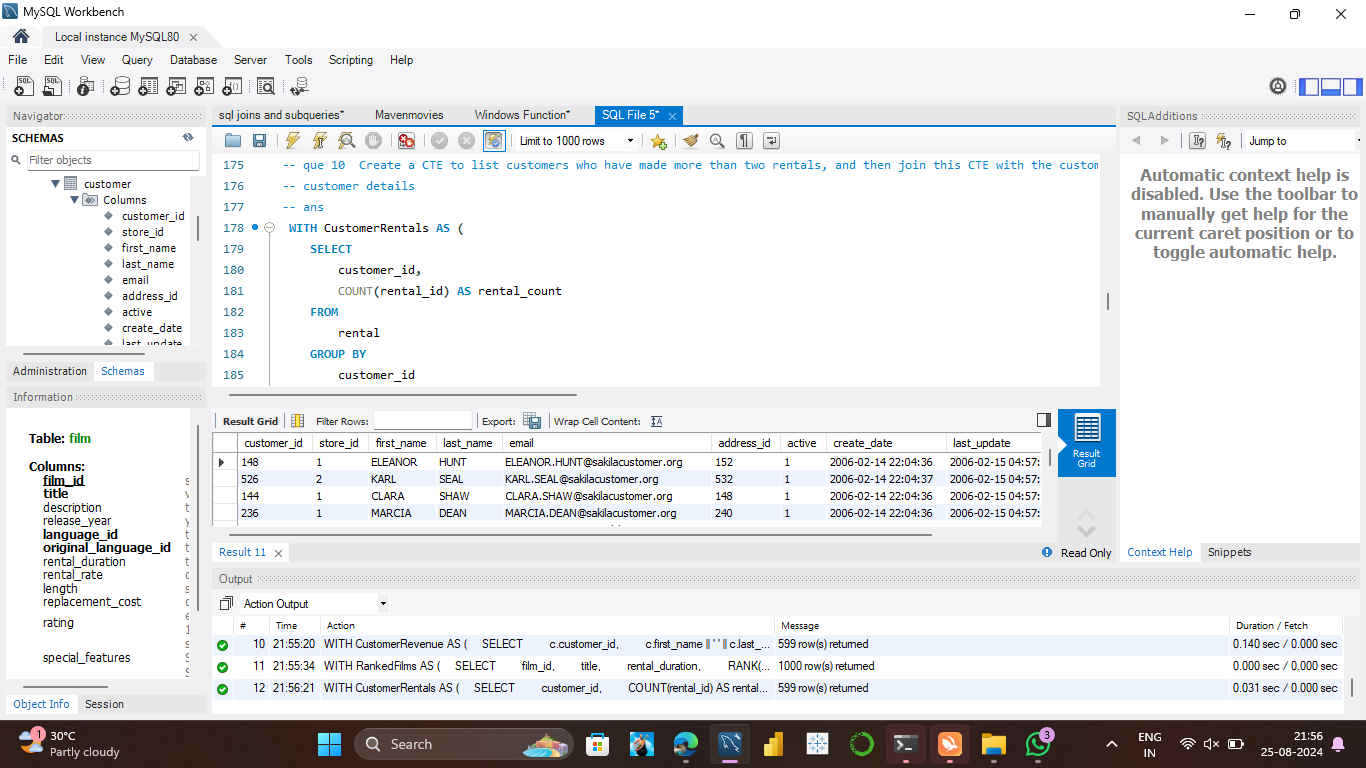 MySQL Workbench
Local instance MySQL80
File Edit View Query Database Server Tools Scripting Help
Navigator
SCHEMAS
Filter objects
customer
Columns
customer_id
store_id
first_name
last_name
email
address_id
active
create_date
last_update
Administration Schemas
Information
Table: film
Columns:
film_id
title
description
release_year
language_id
original_language_id
rental_duration
rental_rate
length
replacement_cost
rating
special_features
Object Info Session
sql joins and subqueries* Mavenmovies Windows Function* SQL File 5*
Limit to 1000 rows
175 -- que 10 Create a CTE to list customers who have made more than two rentals, and then join this CTE with the custom
176 -- customer details
177 -- ans
178 WITH CustomerRentals AS (
179 SELECT
180 customer_id,
181 COUNT(rental_id) AS rental_count
182 FROM
183 rental
184 GROUP BY
185 customer_id
Result Grid Filter Rows: Export: Wrap Cell Content:
customer_id store_id first_name last_name email address_id active create_date last_update
148 1 ELEANOR HUNT ELEANOR.HUNT@sakilacustomer.org 152 1 2006-02-14 22:04:36 2006-02-15 04:57:
526 2 KARL SEAL KARL.SEAL@sakilacustomer.org 532 1 2006-02-14 22:04:37 2006-02-15 04:57:
144 1 CLARA SHAW CLARA.SHAW@sakilacustomer.org 148 1 2006-02-14 22:04:36 2006-02-15 04:57:
236 1 MARCIA DEAN MARCIA.DEAN@sakilacustomer.org 240 1 2006-02-14 22:04:36 2006-02-15 04:57:
Result Grid
Result 11
Read Only
Output
Action Output
# Time Action Message Duration / Fetch
10 21:55:20 WITH CustomerRevenue AS ( SELECT c.customer_id, c.first_name || ' ' || c.last_... 599 row(s) returned 0.140 sec / 0.000 sec
11 21:55:34 WITH RankedFilms AS ( SELECT film_id, title, rental_duration, RANK(... 1000 row(s) returned 0.000 sec / 0.000 sec
12 21:56:21 WITH CustomerRentals AS ( SELECT customer_id, COUNT(rental_id) AS rental... 599 row(s) returned 0.031 sec / 0.000 sec
SQLAdditions
Jump to
Automatic context help is
disabled. Use the toolbar to
manually get help for the
current caret position or to
toggle automatic help.
Context Help Snippets
1
30°C
Partly cloudy
Search
3
ENG
IN
21:56
25-08-2024